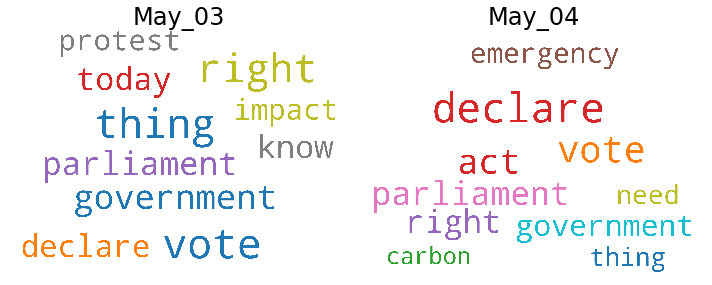 May_03
protest
today right
impact
thing
know
parliament
government
declare vote
May_04
emergency
declare
vote
act
parliament need
right government
carbon thing